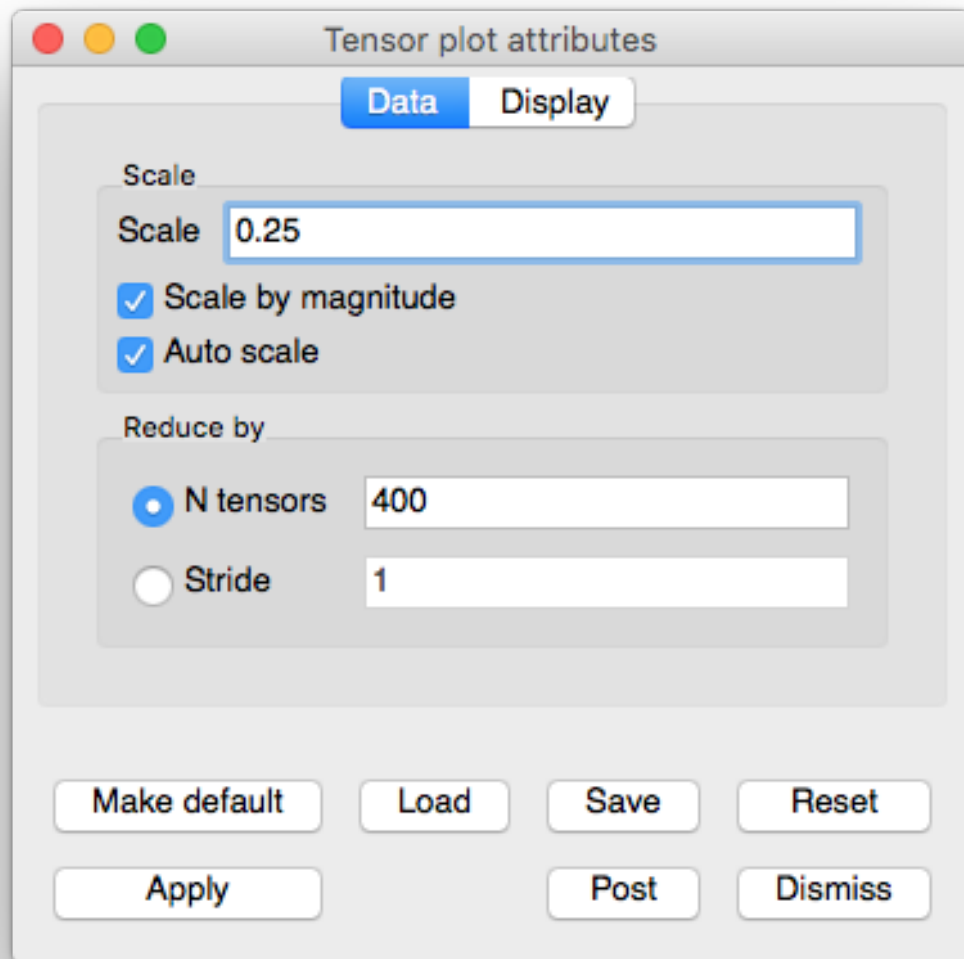 Tensor plot attributes
Data Display
Scale
Scale 0.25
Scale by magnitude
Auto scale
Reduce by
N tensors 400
Stride 1
Make default Load Save Reset
Apply Post Dismiss